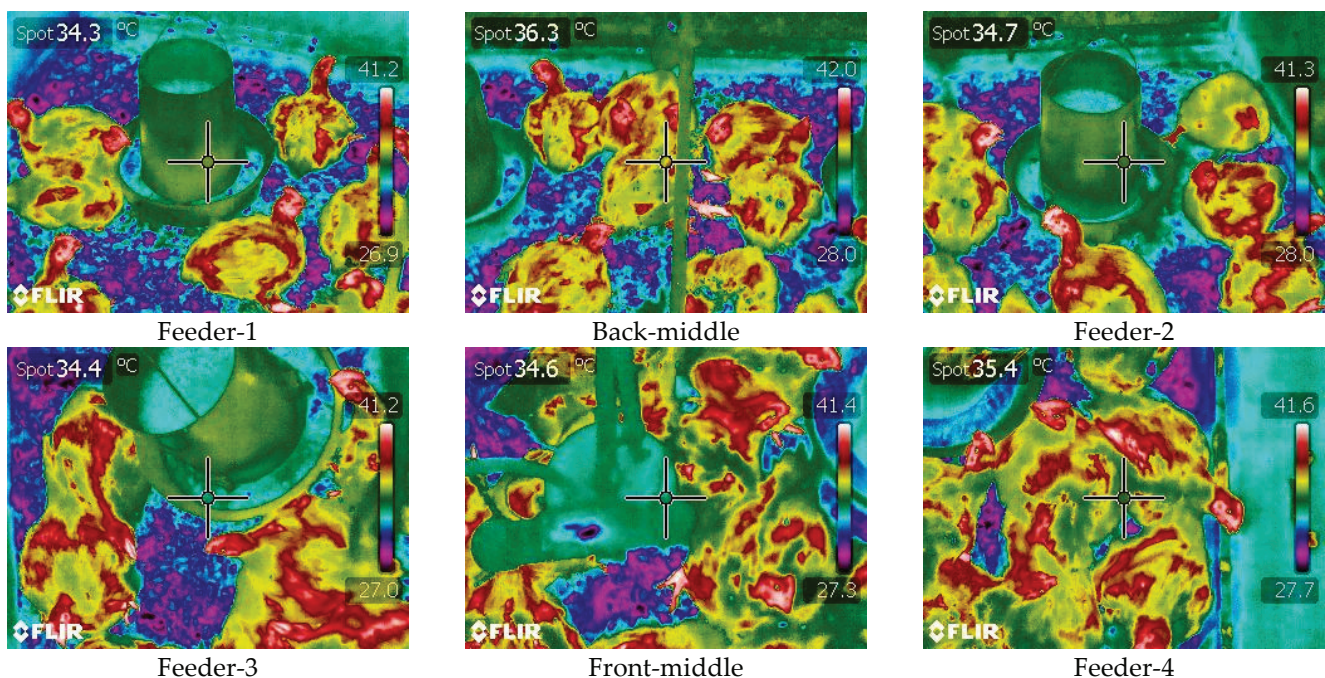 Spot 34.3 °C
41.2
26.9
FLIR
Feeder-1
Spot 36.3 °C
42.0
28.0
FLIR
Back-middle
Spot 34.7 °C
41.3
28.0
FLIR
Feeder-2
Spot 34.4 °C
41.2
27.0
FLIR
Feeder-3
Spot 34.6 °C
41.4
27.3
FLIR
Front-middle
Spot 35.4 °C
41.6
27.7
FLIR
Feeder-4